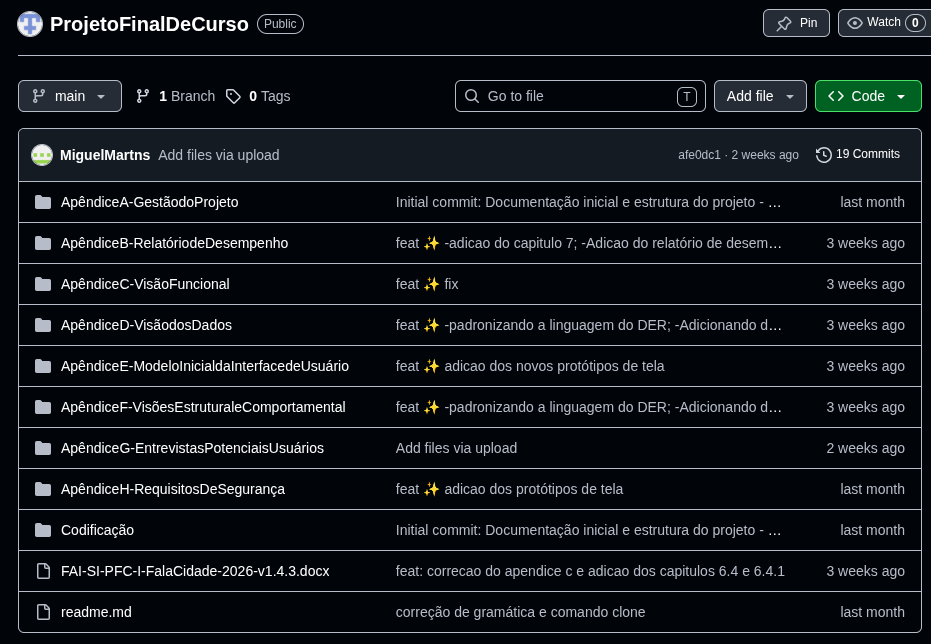 ProjetoFinalDeCurso Public Pin Watch 0
main 1 Branch 0 Tags Go to file T Add file Code
MiguelMartns Add files via upload afe0dc1 · 2 weeks ago 19 Commits
ApêndiceA-GestãodoProjeto Initial commit: Documentação inicial e estrutura do projeto - … last month
ApêndiceB-RelatóriodeDesempenho feat ✨ -adicao do capitulo 7; -Adicao do relatório de desem… 3 weeks ago
ApêndiceC-VisãoFuncional feat ✨ fix 3 weeks ago
ApêndiceD-VisãodosDados feat ✨ -padronizando a linguagem do DER; -Adicionando d… 3 weeks ago
ApêndiceE-ModeloInicialdaInterfacedeUsuário feat ✨ adicao dos novos protótipos de tela 3 weeks ago
ApêndiceF-VisõesEstruturaleComportamental feat ✨ -padronizando a linguagem do DER; -Adicionando d… 3 weeks ago
ApêndiceG-EntrevistasPotenciaisUsuários Add files via upload 2 weeks ago
ApêndiceH-RequisitosDeSegurança feat ✨ adicao dos protótipos de tela last month
Codificação Initial commit: Documentação inicial e estrutura do projeto - … last month
FAI-SI-PFC-I-FalaCidade-2026-v1.4.3.docx feat: correcao do apendice c e adicao dos capitulos 6.4 e 6.4.1 3 weeks ago
readme.md correção de gramática e comando clone last month